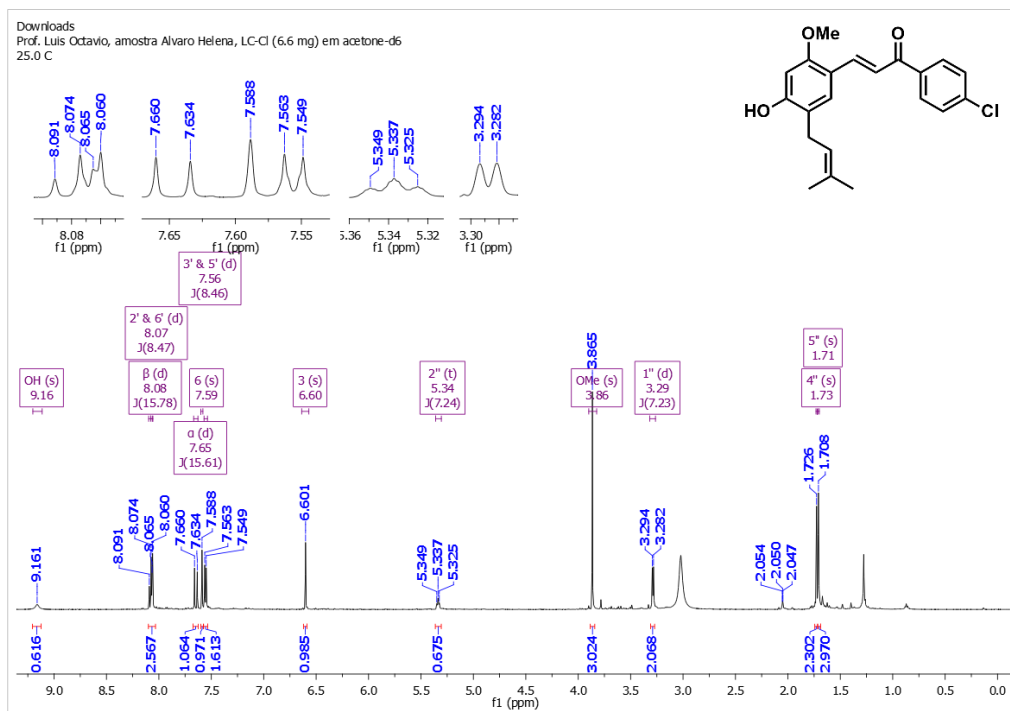 Downloads
Prof. Luis Octavio, amostra Alvaro Helena, LC-Cl (6.6 mg) em acetone-d6
25.0 C
8.091
8.074
8.065
8.060
7.660
7.634
7.588
7.563
7.549
5.349
5.337
5.325
3.294
3.282
8.08
f1 (ppm)
7.65 7.60 7.55
f1 (ppm)
5.36 5.34 5.32
f1 (ppm)
3.30
f1 (ppm)
OMe
O
HO
Cl
3' & 5' (d)
7.56
J(8.46)
2' & 6' (d)
8.07
J(8.47)
OH (s)
9.16
β (d)
8.08
J(15.78)
6 (s)
7.59
α (d)
7.65
J(15.61)
3 (s)
6.60
2'' (t)
5.34
J(7.24)
OMe (s)
3.86
1'' (d)
3.29
J(7.23)
5'' (s)
1.71
4'' (s)
1.73
9.161
8.091
8.074
8.065
8.060
7.660
7.634
7.588
7.563
7.549
6.601
5.349
5.337
5.325
3.865
3.294
3.282
2.054
2.050
2.047
1.726
1.708
0.616
2.567
1.064
0.971
1.613
0.985
0.675
3.024
2.068
2.302
2.970
9.0 8.5 8.0 7.5 7.0 6.5 6.0 5.5 5.0 4.5 4.0 3.5 3.0 2.5 2.0 1.5 1.0 0.5 0.0
f1 (ppm)